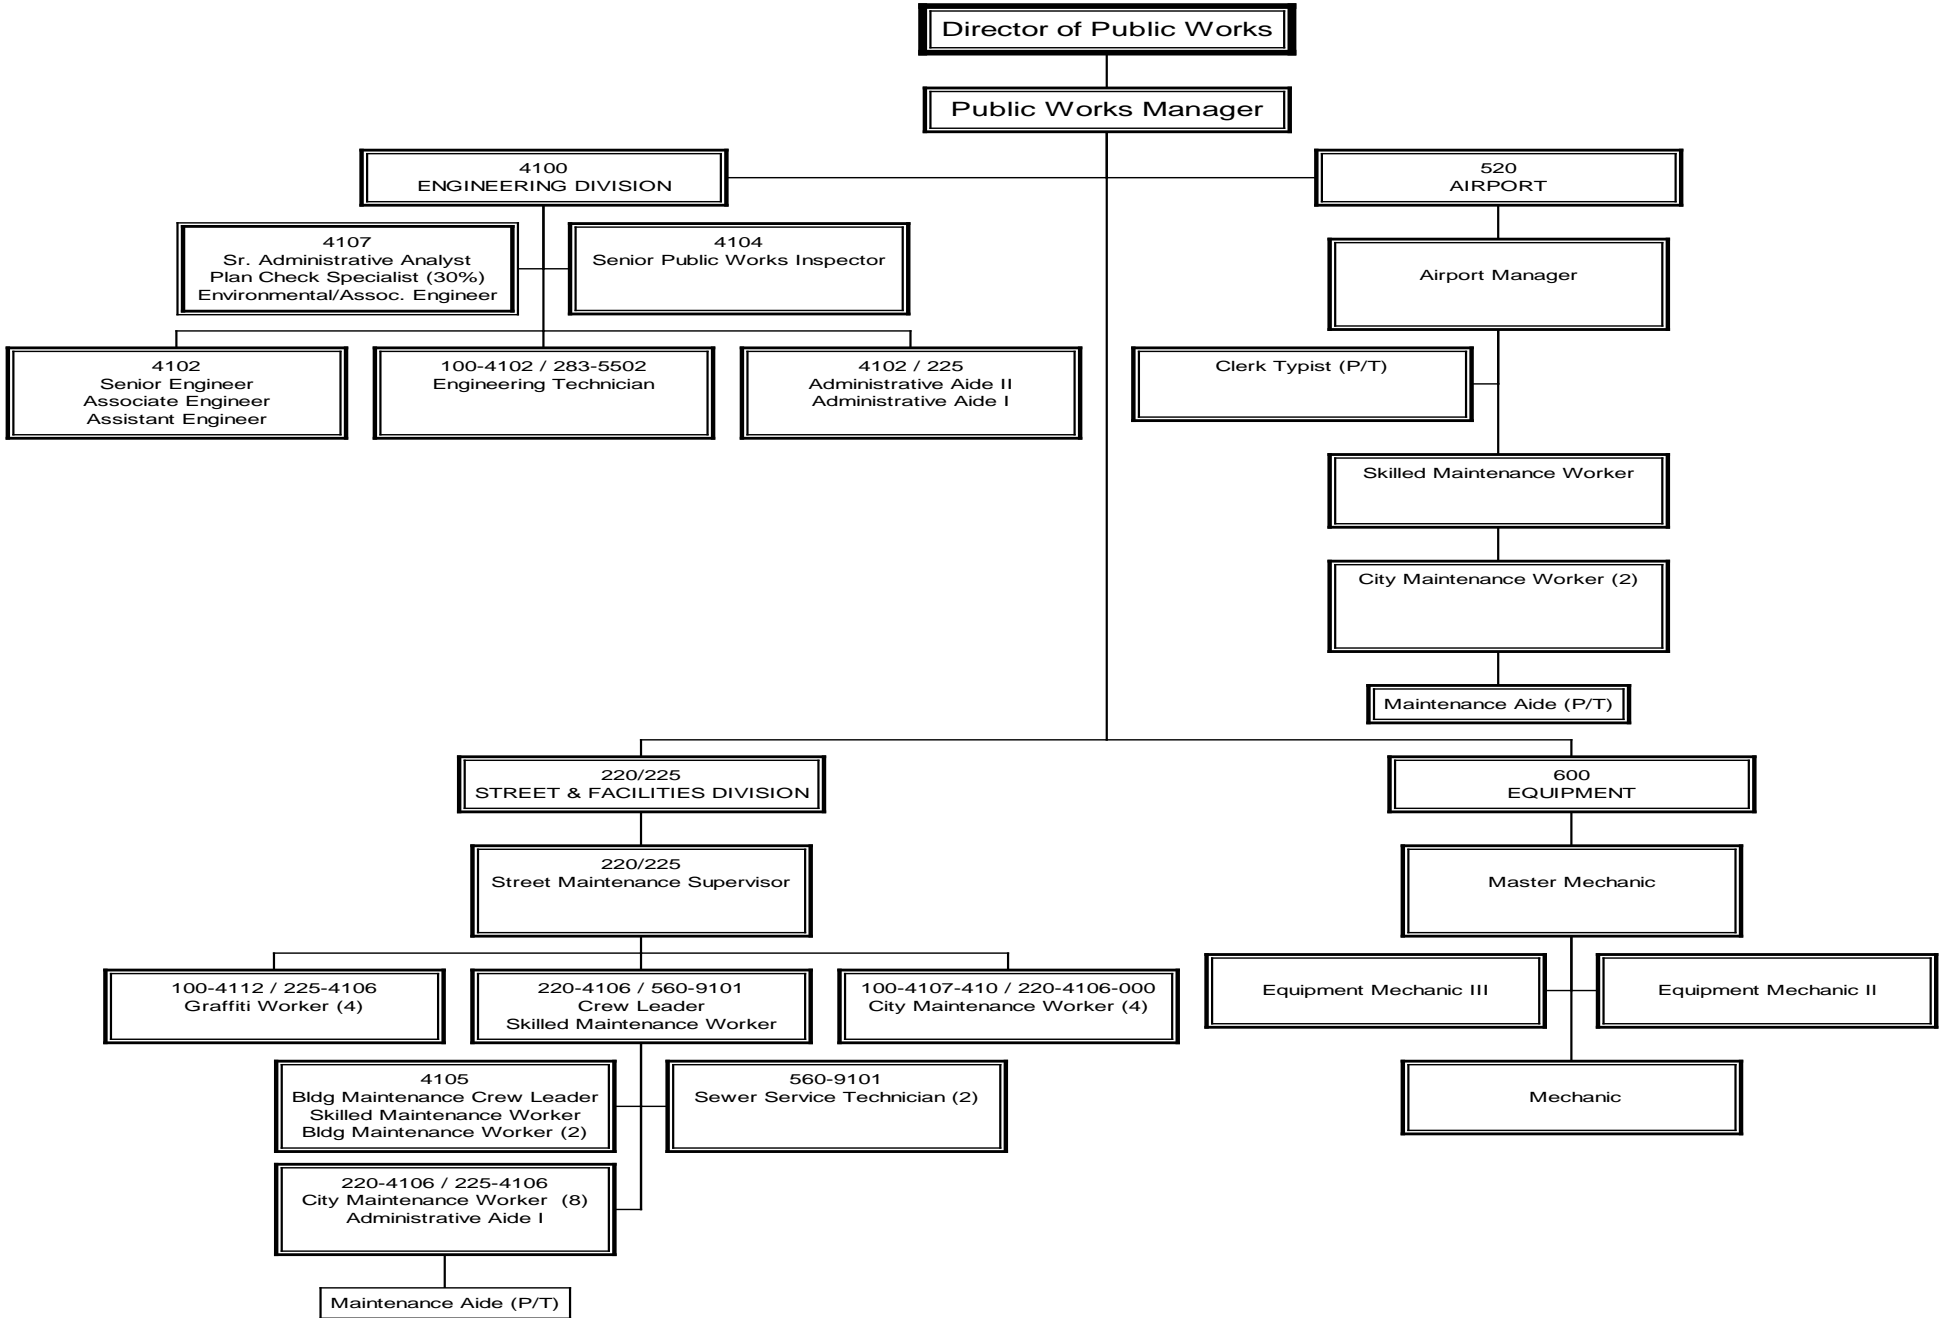 Director of Public Works
Public Works Manager
4100
ENGINEERING DIVISION
520
AIRPORT
4107
Sr. Administrative Analyst
Plan Check Specialist (30%)
Environmental/Assoc. Engineer
4104
Senior Public Works Inspector
Airport Manager
4102
Senior Engineer
Associate Engineer
Assistant Engineer
100-4102 / 283-5502
Engineering Technician
4102 / 225
Administrative Aide II
Administrative Aide I
Clerk Typist (P/T)
Skilled Maintenance Worker
City Maintenance Worker (2)
Maintenance Aide (P/T)
220/225
STREET & FACILITIES DIVISION
600
EQUIPMENT
220/225
Street Maintenance Supervisor
Master Mechanic
100-4112 / 225-4106
Graffiti Worker (4)
220-4106 / 560-9101
Crew Leader
Skilled Maintenance Worker
100-4107-410 / 220-4106-000
City Maintenance Worker (4)
Equipment Mechanic III
Equipment Mechanic II
4105
Bldg Maintenance Crew Leader
Skilled Maintenance Worker
Bldg Maintenance Worker (2)
560-9101
Sewer Service Technician (2)
Mechanic
220-4106 / 225-4106
City Maintenance Worker  (8)
Administrative Aide I
Maintenance Aide (P/T)